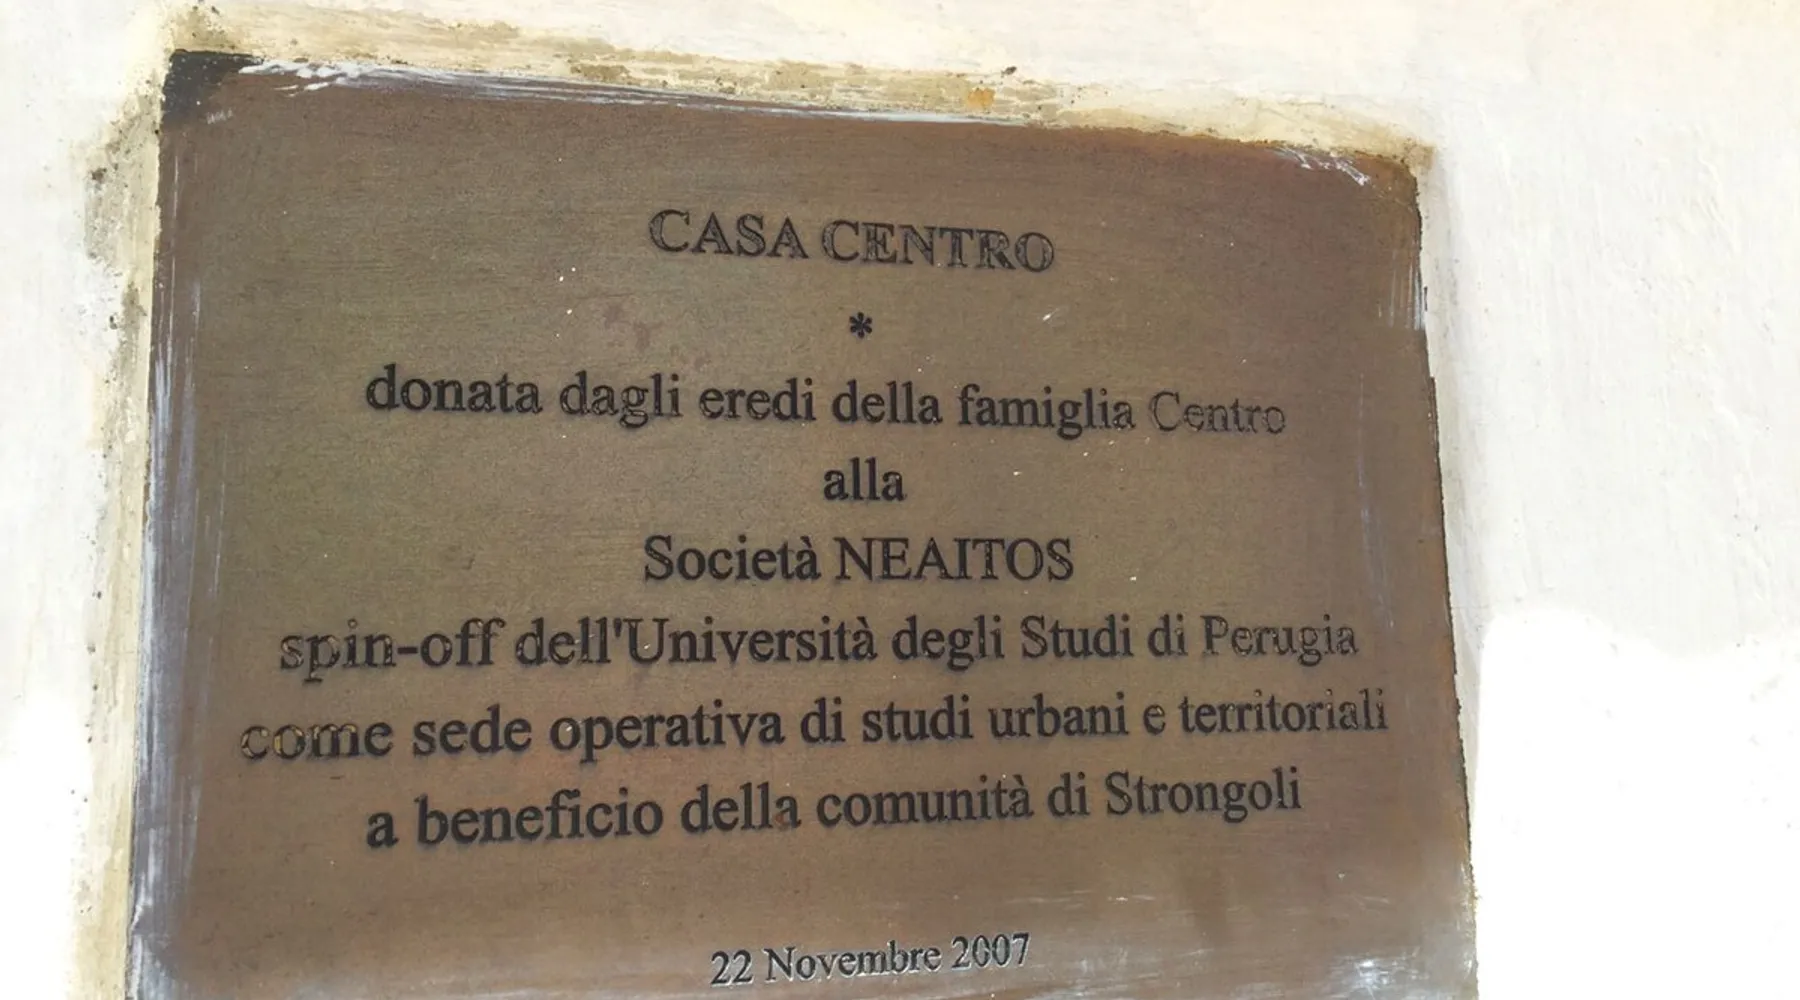 CASA CENTRO
*
donata dagli eredi della famiglia Centro
alla
Società NEAITOS
spin-off dell'Università degli Studi di Perugia
come sede operativa di studi urbani e territoriali
a beneficio della comunità di Strongoli
22 Novembre 2007